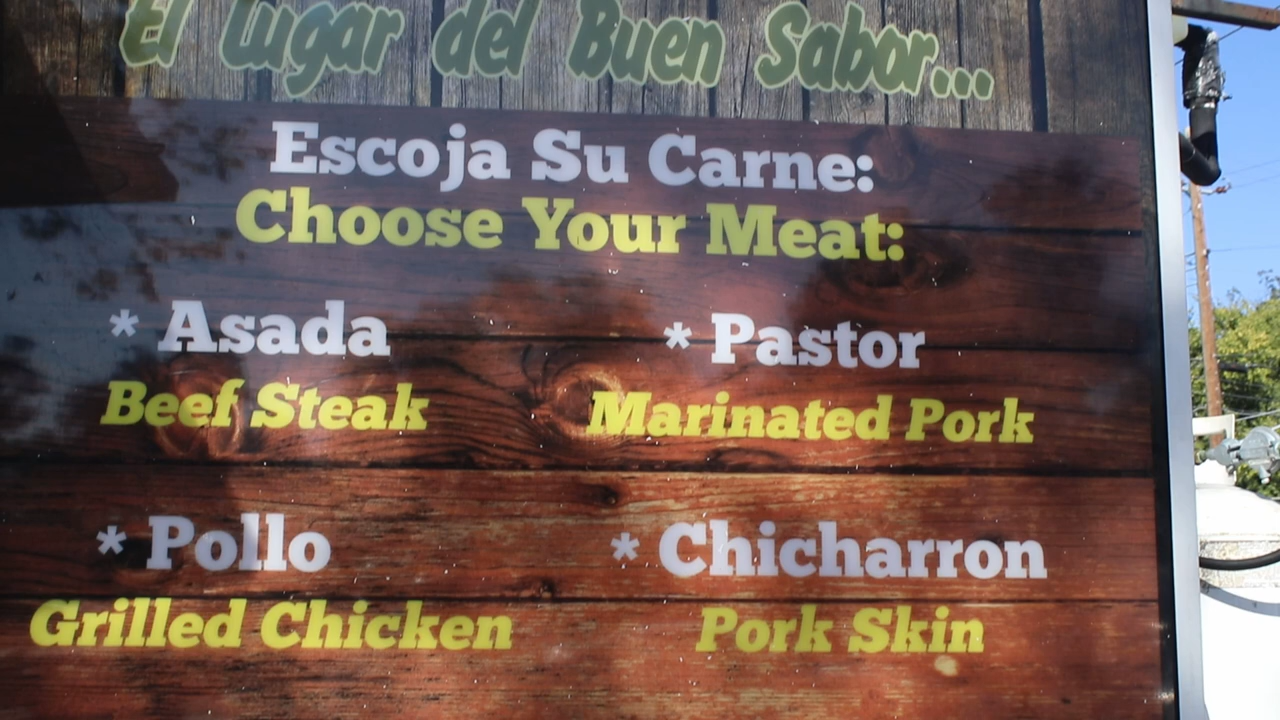 El Lugar del Buen Sabor...
Escoja Su Carne:
Choose Your Meat:
* Asada
Beef Steak
* Pastor
Marinated Pork
* Pollo
Grilled Chicken
* Chicharron
Pork Skin